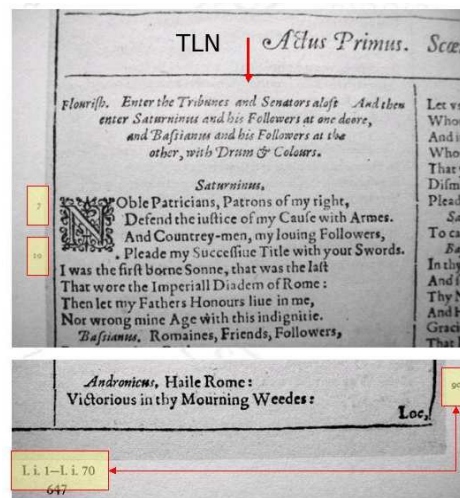 TLN
Actus Primus. Scœ
Flouriſh. Enter the Tribunes and Senators aloft And then
enter Saturninus and his Followers at one doore,
and Baſsianus and his Followers at the
other, with Drum & Colours.
Saturninus.
7
NOble Patricians, Patrons of my right,
Defend the iuſtice of my Cauſe with Armes.
And Countrey-men, my louing Followers,
10
Pleade my Succeſſiue Title with your Swords.
I was the firſt borne Sonne, that was the laſt
That wore the Imperiall Diadem of Rome:
Then let my Fathers Honours liue in me,
Nor wrong mine Age with this indignitie.
Baſsianus. Romaines, Friends, Followers,
Let vs
Who
And i
Who
That
Diſm
Plead
Sa
To ca
Ba
In thy
And ſ
Thy N
And H
Graci
That
Andronicus. Haile Rome:
Victorious in thy Mourning Weedes:
Loe,
90
I. i. 1–I. i. 70
647